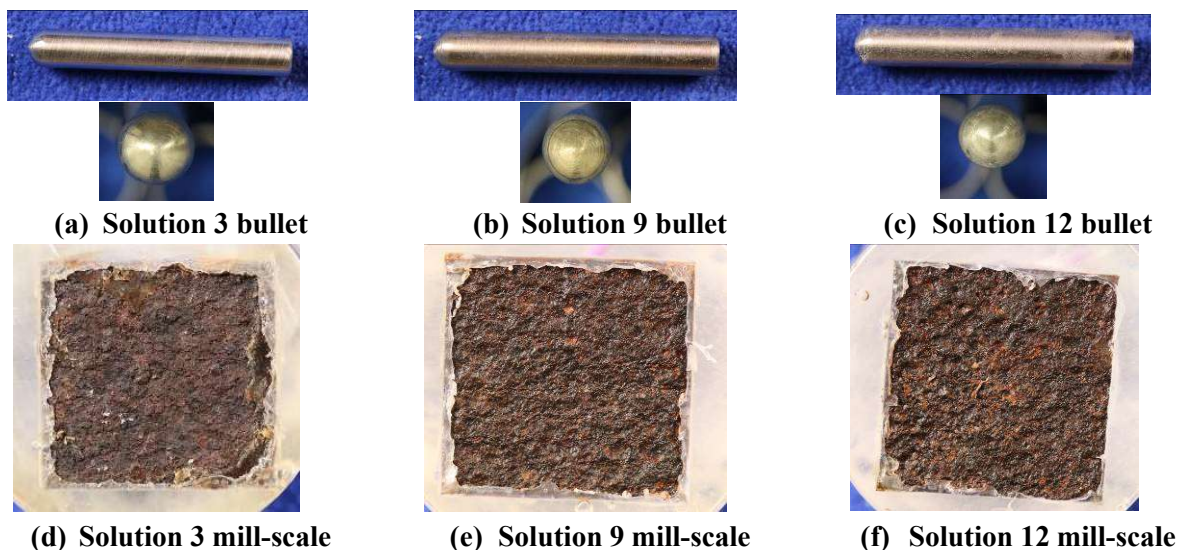 (a) Solution 3 bullet
(b) Solution 9 bullet
(c) Solution 12 bullet
(d) Solution 3 mill-scale
(e) Solution 9 mill-scale
(f) Solution 12 mill-scale